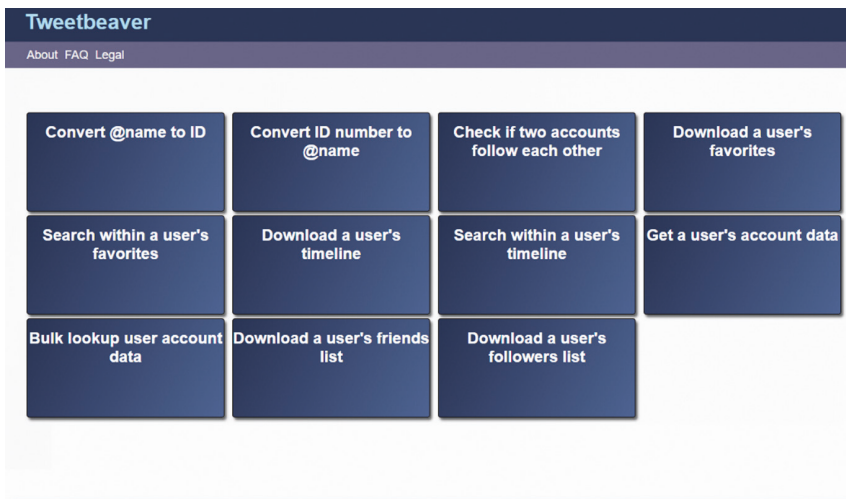 Tweetbeaver
About FAQ Legal
Convert @name to ID
Convert ID number to
@name
Check if two accounts
follow each other
Download a user's
favorites
Search within a user's
favorites
Download a user's
timeline
Search within a user's
timeline
Get a user's account data
Bulk lookup user account
data
Download a user's friends
list
Download a user's
followers list